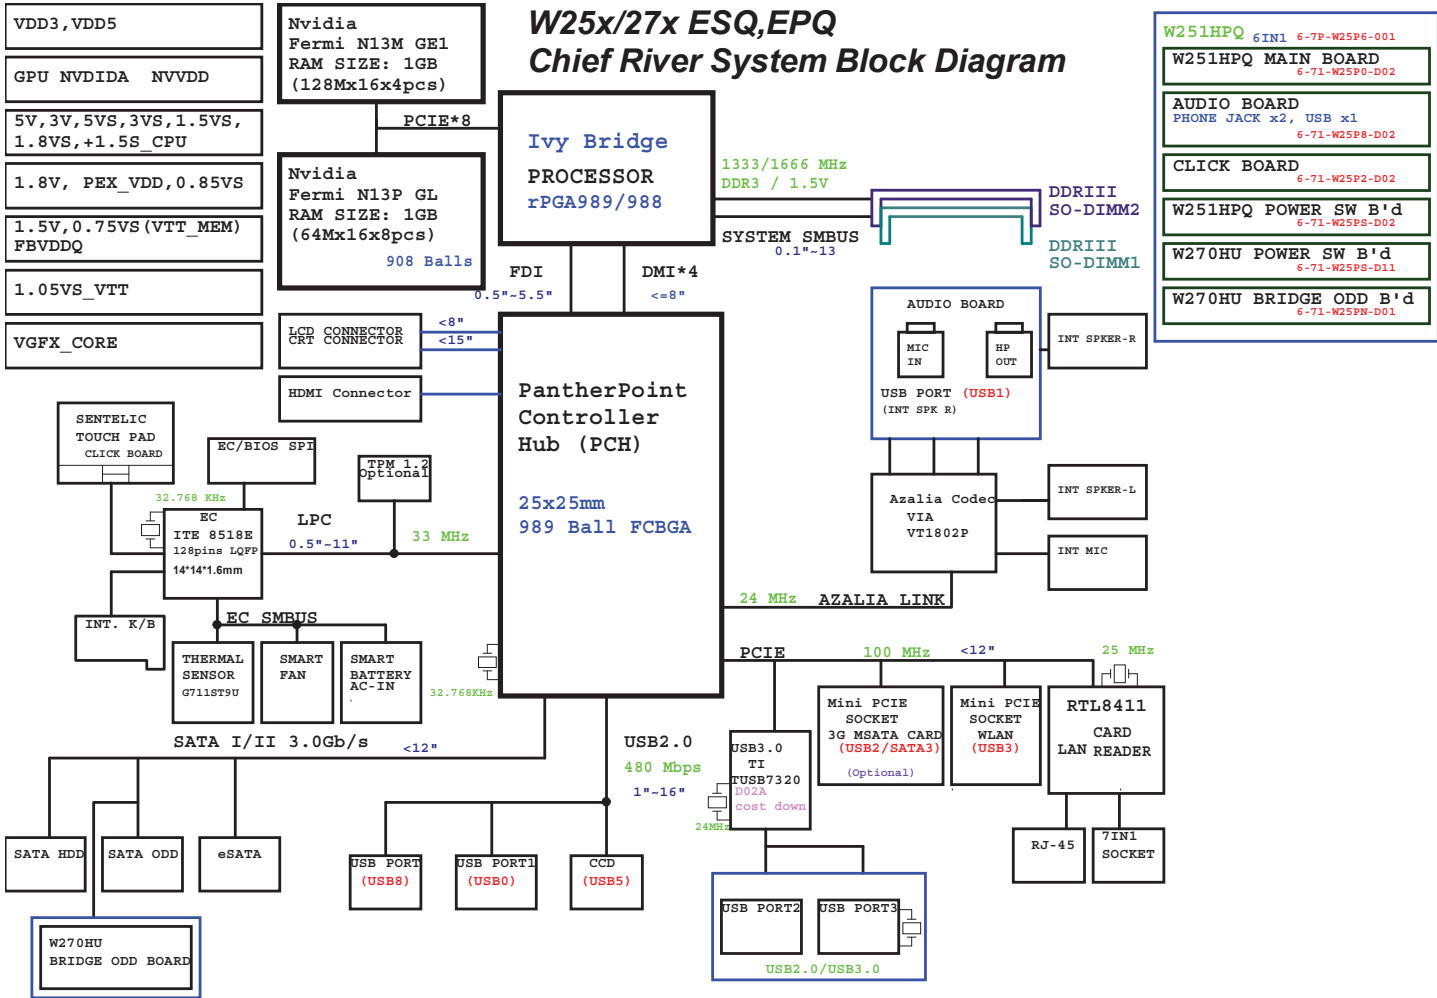 W25x/27x ESQ,EPQ
Chief River System Block Diagram
VDD3,VDD5
GPU NVDIDA NVVDD
5V,3V,5VS,3VS,1.5VS,
1.8VS,+1.5S_CPU
1.8V, PEX_VDD,0.85VS
1.5V,0.75VS(VTT_MEM)
FBVDDQ
1.05VS_VTT
VGFX_CORE
Nvidia
Fermi N13M GE1
RAM SIZE: 1GB
(128Mx16x4pcs)
PCIE*8
Nvidia
Fermi N13P GL
RAM SIZE: 1GB
(64Mx16x8pcs)
908 Balls
Ivy Bridge
PROCESSOR
rPGA989/988
1333/1666 MHz
DDR3 / 1.5V
SYSTEM SMBUS
0.1"~13
DDRIII
SO-DIMM2
DDRIII
SO-DIMM1
W251HPQ 6IN1 6-7P-W25P6-001
W251HPQ MAIN BOARD
6-71-W25P0-D02
AUDIO BOARD
PHONE JACK x2, USB x1
6-71-W25P8-D02
CLICK BOARD
6-71-W25P2-D02
W251HPQ POWER SW B'd
6-71-W25PS-D02
W270HU POWER SW B'd
6-71-W25PS-D11
W270HU BRIDGE ODD B'd
6-71-W25PN-D01
FDI
0.5"~5.5"
DMI*4
<=8"
LCD CONNECTOR
CRT CONNECTOR
<8"
<15"
HDMI Connector
PantherPoint
Controller
Hub (PCH)
25x25mm
989 Ball FCBGA
AUDIO BOARD
MIC
IN
HP
OUT
USB PORT (USB1)
(INT SPK R)
INT SPKER-R
Azalia Codec
VIA
VT1802P
INT SPKER-L
INT MIC
24 MHz AZALIA LINK
SENTELIC
TOUCH PAD
CLICK BOARD
EC/BIOS SPI
TPM 1.2
Optional
32.768 KHz
EC
ITE 8518E
128pins LQFP
14*14*1.6mm
LPC
0.5"~11"
33 MHz
INT. K/B
EC SMBUS
THERMAL
SENSOR
G711ST9U
SMART
FAN
SMART
BATTERY
AC-IN
32.768KHz
PCIE
100 MHz
<12"
25 MHz
Mini PCIE
SOCKET
3G MSATA CARD
(USB2/SATA3)
(Optional)
Mini PCIE
SOCKET
WLAN
(USB3)
RTL8411
CARD
LAN READER
RJ-45
7IN1
SOCKET
USB3.0
TI
TUSB7320
D02A
cost down
24MHz
SATA I/II 3.0Gb/s
<12"
USB2.0
480 Mbps
1"~16"
SATA HDD
SATA ODD
eSATA
USB PORT
(USB8)
USB PORT1
(USB0)
CCD
(USB5)
USB PORT2
USB PORT3
USB2.0/USB3.0
W270HU
BRIDGE ODD BOARD